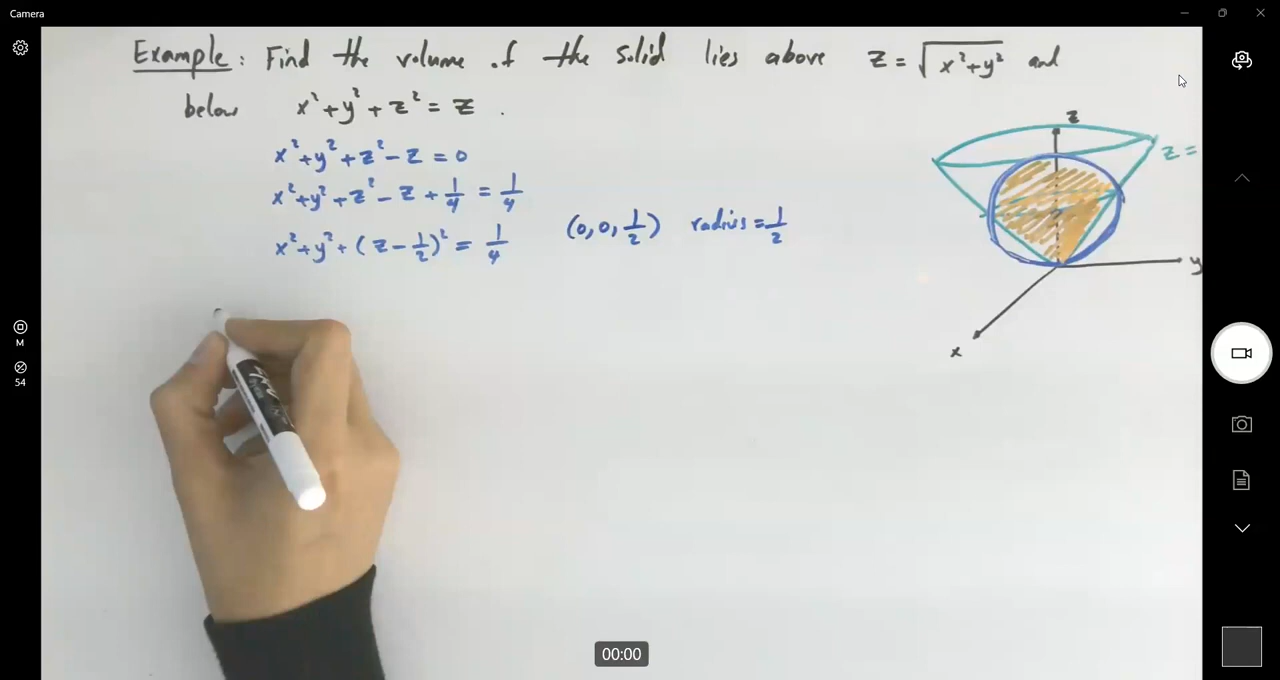 Camera
Example: Find the volume of the solid lies above z = √x²+y² and
below x² + y² + z² = z .
x² + y² + z² - z = 0
x² + y² + z² - z + 1/4 = 1/4
x² + y² + (z - 1/2)² = 1/4 (0, 0, 1/2) radius = 1/2
z
z =
y
x
M
54
00:00